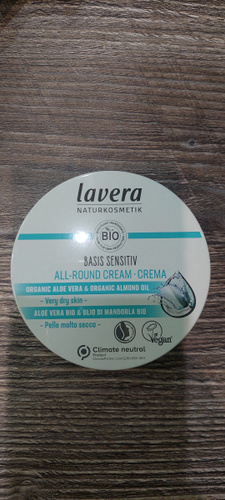 lavera
NATURKOSMETIK
BIO
BASIS SENSITIV
ALL-ROUND CREAM · CREMA
ORGANIC ALOE VERA & ORGANIC ALMOND OIL
- Very dry skin -
ALOE VERA BIO & OLIO DI MANDORLA BIO
- Pelle molto secca -
Vegan
Climate neutral
Product